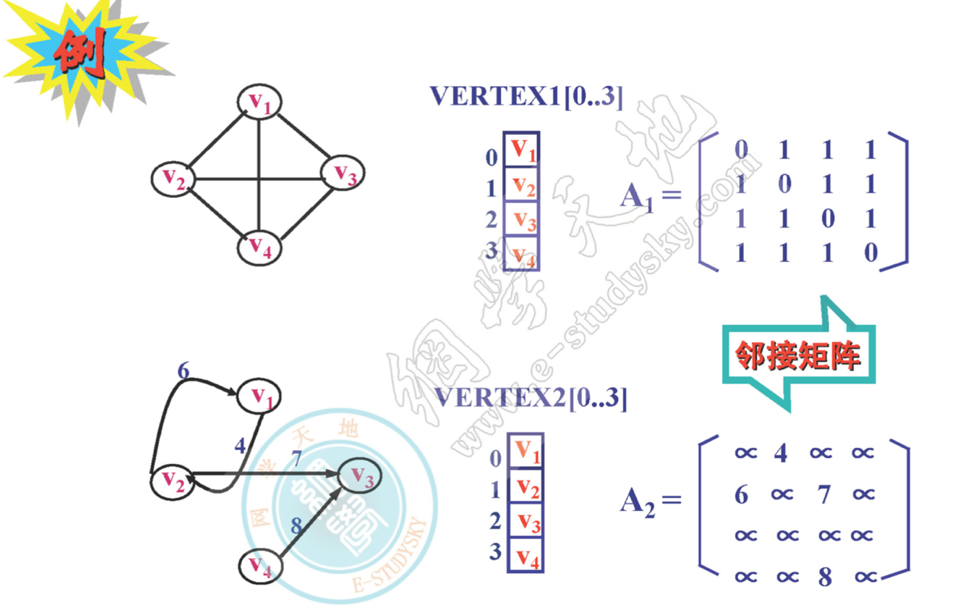 例
v1
v2
v3
v4
VERTEX1[0..3]
0 v1
1 v2
2 v3
3 v4
A1 =
0 1 1 1
1 0 1 1
1 1 0 1
1 1 1 0
邻接矩阵
6
v1
4
7
v2
v3
8
v4
VERTEX2[0..3]
0 v1
1 v2
2 v3
3 v4
A2 =
∝ 4 ∝ ∝
6 ∝ 7 ∝
∝ ∝ ∝ ∝
∝ ∝ 8 ∝
網學天地
www.e-studysky.com
网学天地
E-STUDYSKY